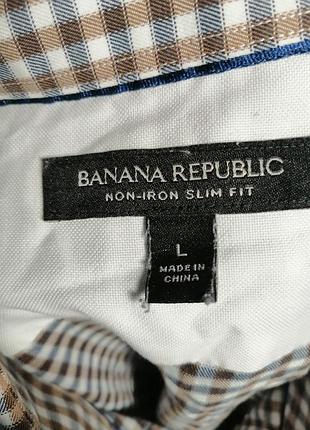 BANANA REPUBLIC
NON-IRON SLIM FIT
L
MADE IN
CHINA